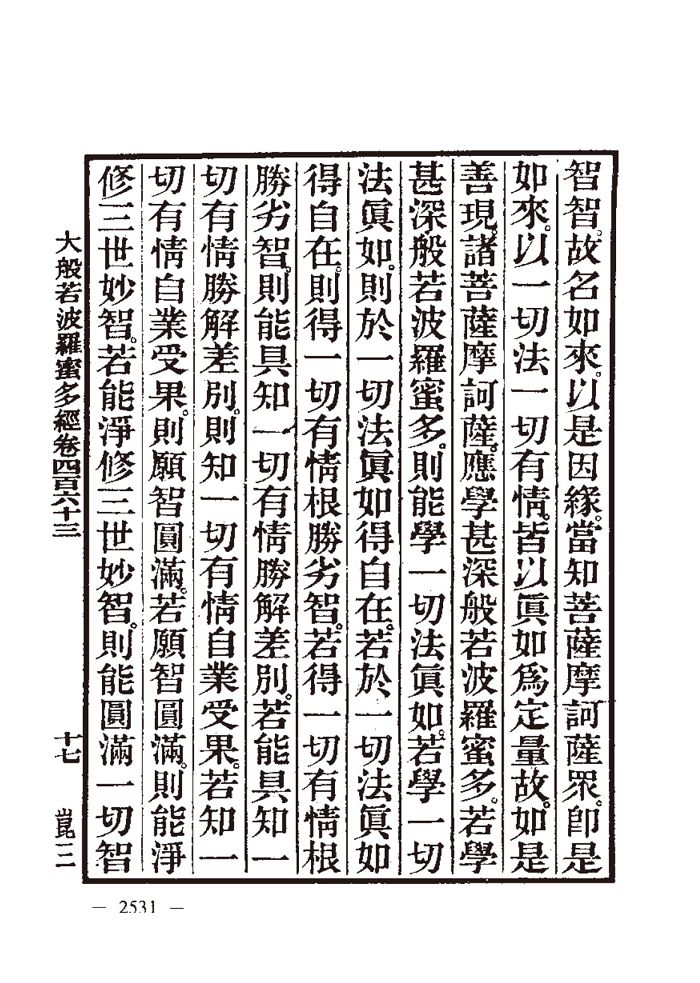 智智。故名如來。以是因緣。當知菩薩摩訶薩眾。即是
如來。以一切法一切有情。皆以眞如爲定量故。如是
善現。諸菩薩摩訶薩。應學甚深般若波羅蜜多。若學
甚深般若波羅蜜多。則能學一切法眞如。若學一切
法眞如。則於一切法眞如得自在。若於一切法眞如
得自在。則得一切有情根勝劣智。若得一切有情根
勝劣智。則能具知一切有情勝解差別。若能具知一
切有情勝解差別。則知一切有情自業受果。若知一
切有情自業受果。則願智圓滿。若願智圓滿。則能淨
修三世妙智。若能淨修三世妙智。則能圓滿一切智
大般若波羅蜜多經卷四百六十三
十七
崑三
— 2531 —